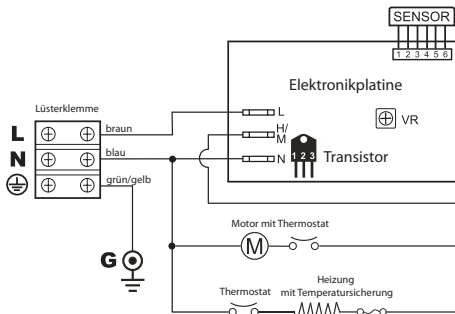 SENSOR
1 2 3 4 5 6
Elektronikplatine
Lüsterklemme
L
braun
L
VR
H/
M
N
blau
N
1 2 3
Transistor
grün/gelb
G
Motor mit Thermostat
M
Heizung
Thermostat
mit Temperatursicherung